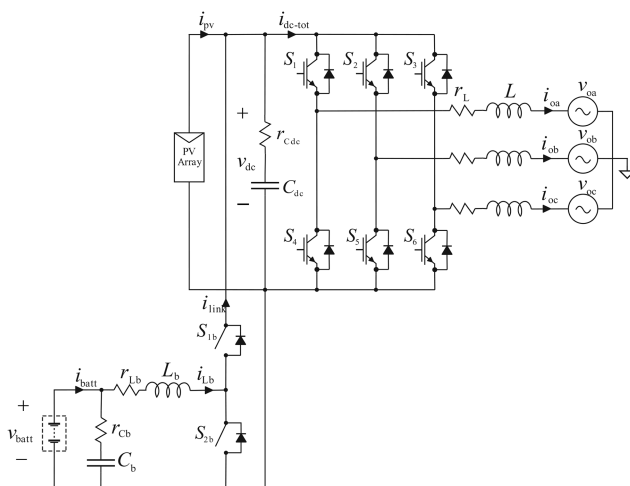 i_pv
i_dc-tot
S_1
S_2
S_3
r_L
L
i_oa
v_oa
+
r_Cdc
PV
Array
v_dc
i_ob
v_ob
C_dc
−
i_oc
v_oc
S_4
S_5
S_6
i_link
S_1b
i_batt
r_Lb
L_b
i_Lb
+
r_Cb
S_2b
v_batt
−
C_b